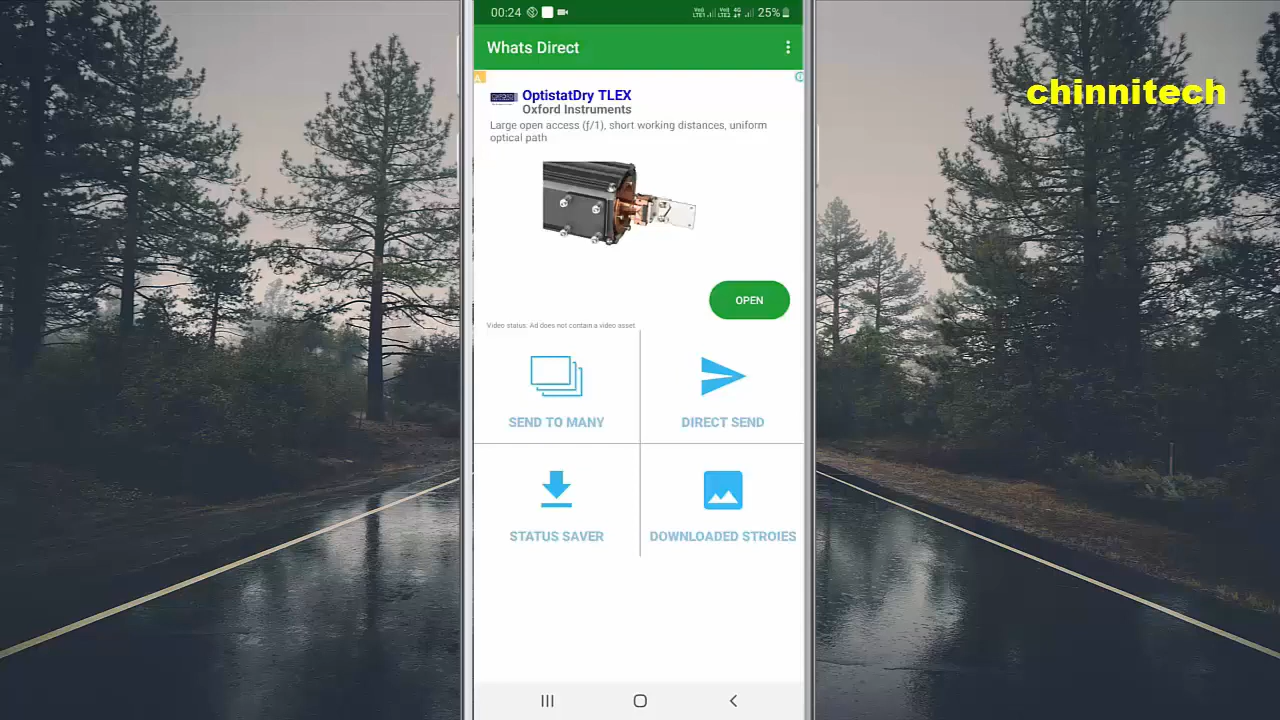 00:24
25%
Whats Direct
chinnitech
OptistatDry TLEX
Oxford Instruments
Large open access (ƒ/1), short working distances, uniform
optical path
OPEN
Video status: Ad does not contain a video asset.
SEND TO MANY
DIRECT SEND
STATUS SAVER
DOWNLOADED STROIES